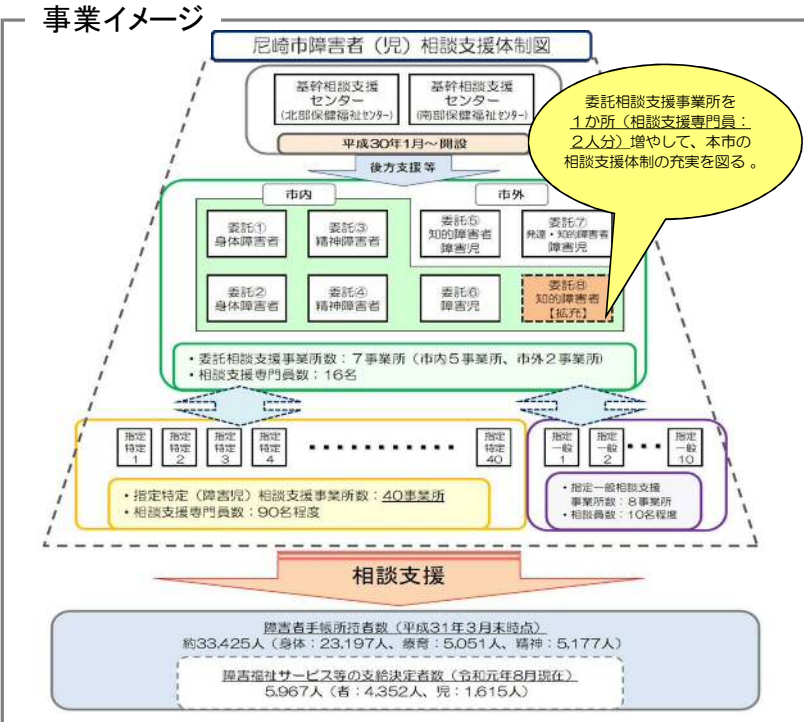 事業イメージ
尼崎市障害者（児）相談支援体制図
基幹相談支援
センター
(北部保健福祉センター)
基幹相談支援
センター
(南部保健福祉センター)
平成30年1月～開設
後方支援等
委託相談支援事業所を
１か所（相談支援専門員：
２人分）増やして、本市の
相談支援体制の充実を図る。
市内
市外
委託①
身体障害者
委託③
精神障害者
委託⑤
知的障害者
障害児
委託⑦
発達・知的障害者
障害児
委託②
身体障害者
委託④
精神障害者
委託⑥
障害児
委託⑧
知的障害者
【拡充】
・委託相談支援事業所数：７事業所（市内５事業所、市外２事業所）
・相談支援専門員数：16名
指定
特定
1
指定
特定
2
指定
特定
3
指定
特定
4
指定
特定
40
指定
一般
1
指定
一般
2
指定
一般
10
・指定特定（障害児）相談支援事業所数：40事業所
・相談支援専門員数：90名程度
・指定一般相談支援
事業所数：８事業所
・相談員数：10名程度
相談支援
障害者手帳所持者数（平成31年3月末時点）
約33,425人（身体：23,197人、療育：5,051人、精神：5,177人）
障害福祉サービス等の支給決定者数（令和元年8月現在）
5,967人（者：4,352人、児：1,615人）